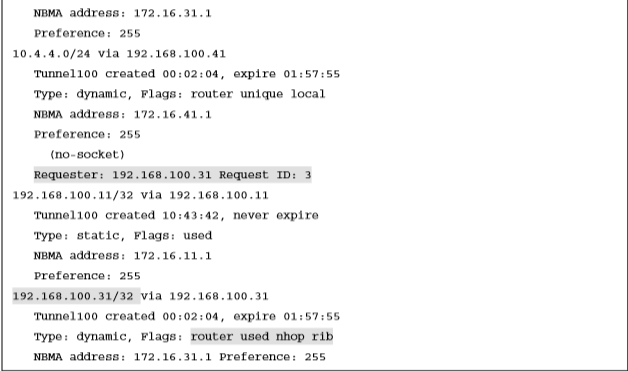 NBMA address: 172.16.31.1
Preference: 255
10.4.4.0/24 via 192.168.100.41
Tunnel100 created 00:02:04, expire 01:57:55
Type: dynamic, Flags: router unique local
NBMA address: 172.16.41.1
Preference: 255
(no-socket)
Requester: 192.168.100.31 Request ID: 3
192.168.100.11/32 via 192.168.100.11
Tunnel100 created 10:43:42, never expire
Type: static, Flags: used
NBMA address: 172.16.11.1
Preference: 255
192.168.100.31/32 via 192.168.100.31
Tunnel100 created 00:02:04, expire 01:57:55
Type: dynamic, Flags: router used nhop rib
NBMA address: 172.16.31.1 Preference: 255